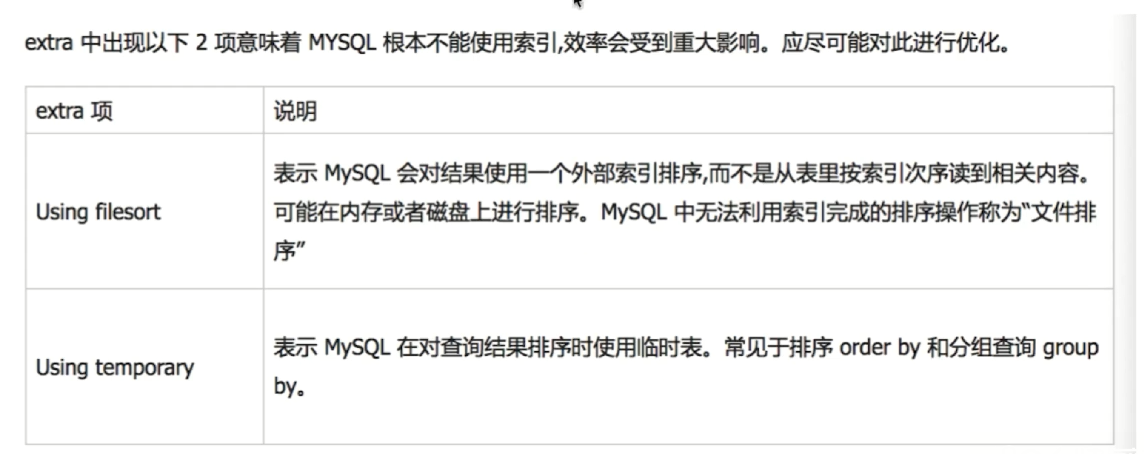 extra 中出现以下 2 项意味着 MYSQL 根本不能使用索引,效率会受到重大影响。应尽可能对此进行优化。
extra 项
说明
Using filesort
表示 MySQL 会对结果使用一个外部索引排序,而不是从表里按索引次序读到相关内容。
可能在内存或者磁盘上进行排序。MySQL 中无法利用索引完成的排序操作称为“文件排
序”
Using temporary
表示 MySQL 在对查询结果排序时使用临时表。常见于排序 order by 和分组查询 group
by。